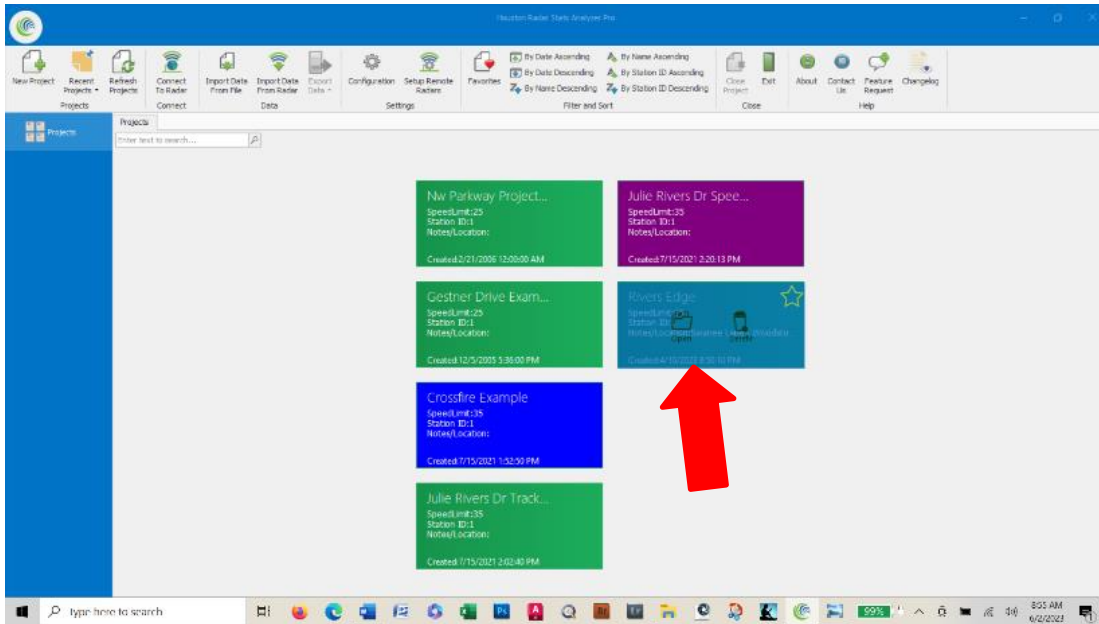 Houston Radar Stats Analyzer Pro
New Project
Recent Projects
Refresh Projects
Connect To Radar
Import Data From File
Import Data From Radar
Export Data
Configuration
Setup Remote Radars
Favorites
By Date Ascending
By Date Descending
By Name Descending
By Name Ascending
By Station ID Ascending
By Station ID Descending
Close Project
Exit
About
Contact Us
Feature Request
Changelog
Projects
Connect
Data
Settings
Filter and Sort
Close
Help
Projects
Projects
Enter text to search...
Nw Parkway Project...
SpeedLimit:25
Station ID:1
Notes/Location:
Created:2/21/2006 12:00:00 AM
Julie Rivers Dr Spee...
SpeedLimit:35
Station ID:1
Notes/Location:
Created:7/15/2021 2:20:13 PM
Gestner Drive Exam...
SpeedLimit:25
Station ID:1
Notes/Location:
Created:12/5/2005 5:36:00 PM
Rivers Edge
Open
Delete
Crossfire Example
SpeedLimit:35
Station ID:1
Notes/Location:
Created:7/15/2021 1:52:50 PM
Julie Rivers Dr Track...
SpeedLimit:35
Station ID:1
Notes/Location:
Created:7/15/2021 2:02:40 PM
Type here to search
99%
8:55 AM
6/2/2023